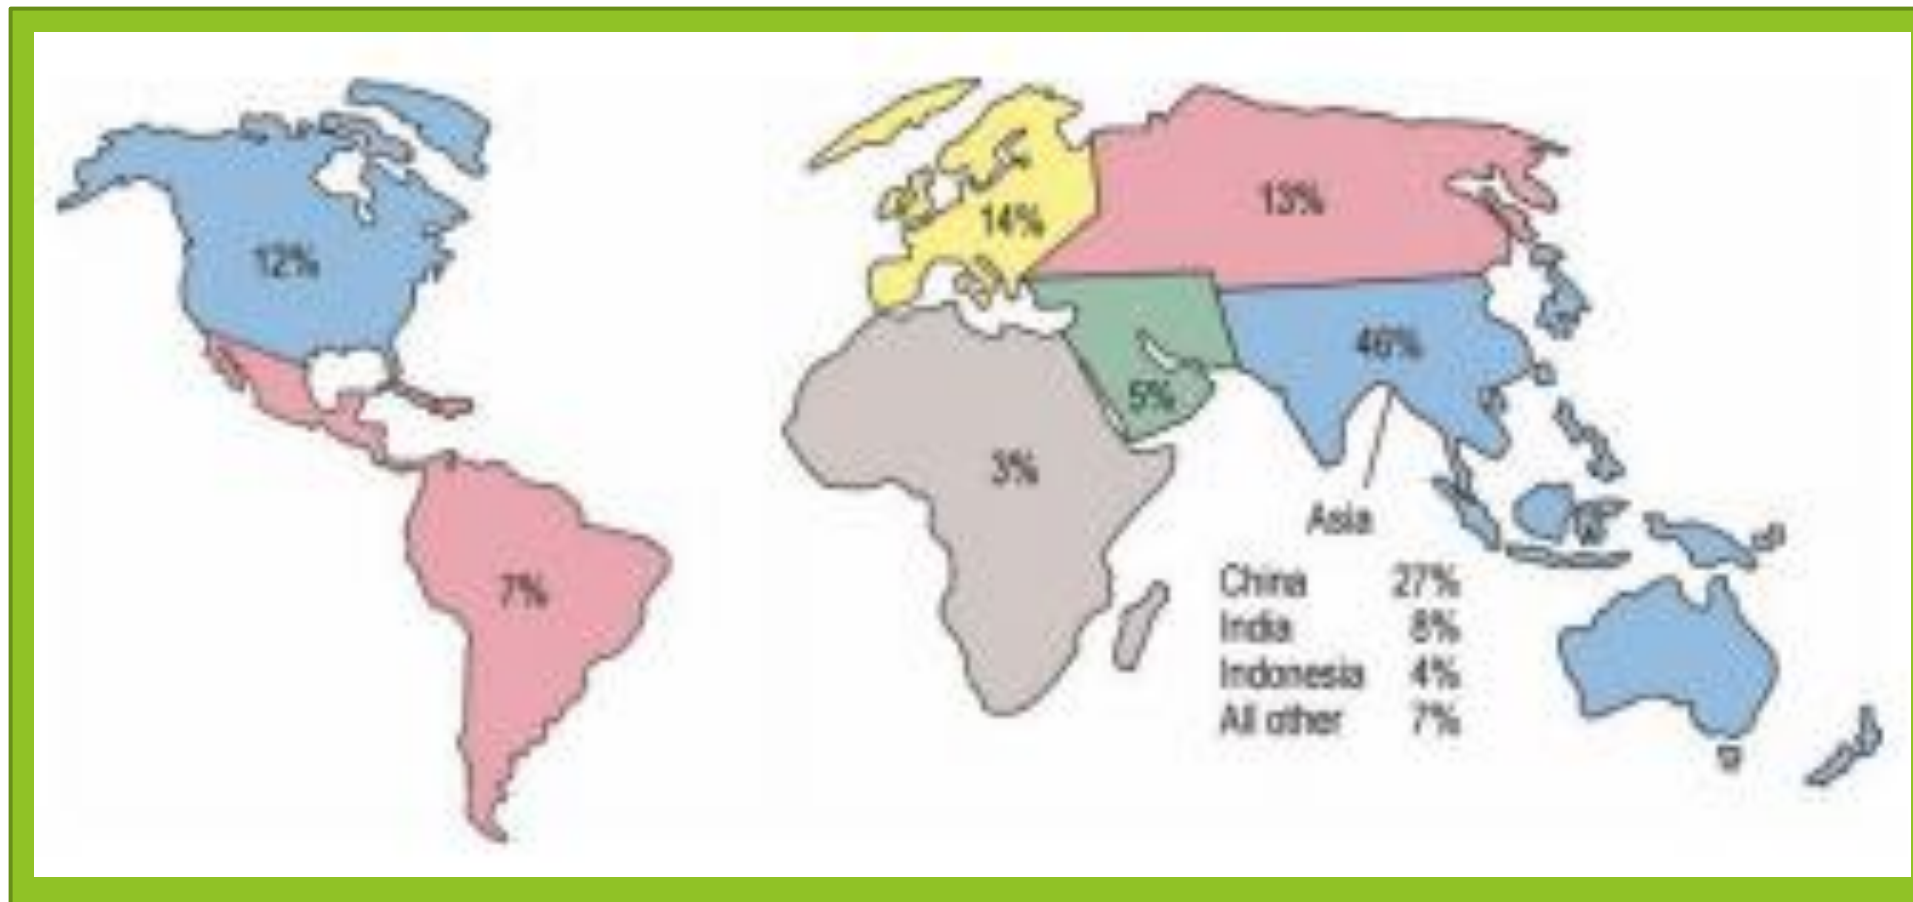 12%
14%
13%
46%
5%
3%
7%
Asia
China 27%
India 8%
Indonesia 4%
All other 7%